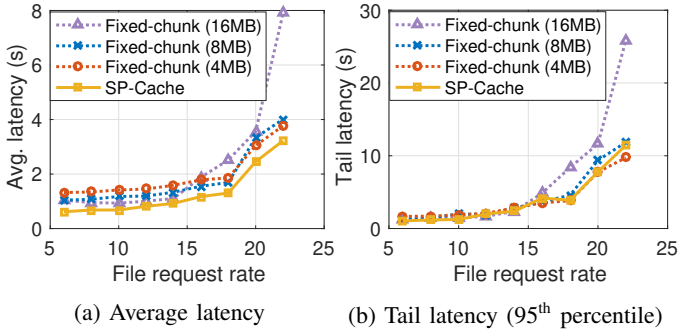 8
6
4
2
0
Avg. latency (s)
Fixed-chunk (16MB)
Fixed-chunk (8MB)
Fixed-chunk (4MB)
SP-Cache
5 10 15 20 25
File request rate
(a) Average latency
30
20
10
0
Tail latency (s)
Fixed-chunk (16MB)
Fixed-chunk (8MB)
Fixed-chunk (4MB)
SP-Cache
5 10 15 20 25
File request rate
(b) Tail latency (95th percentile)